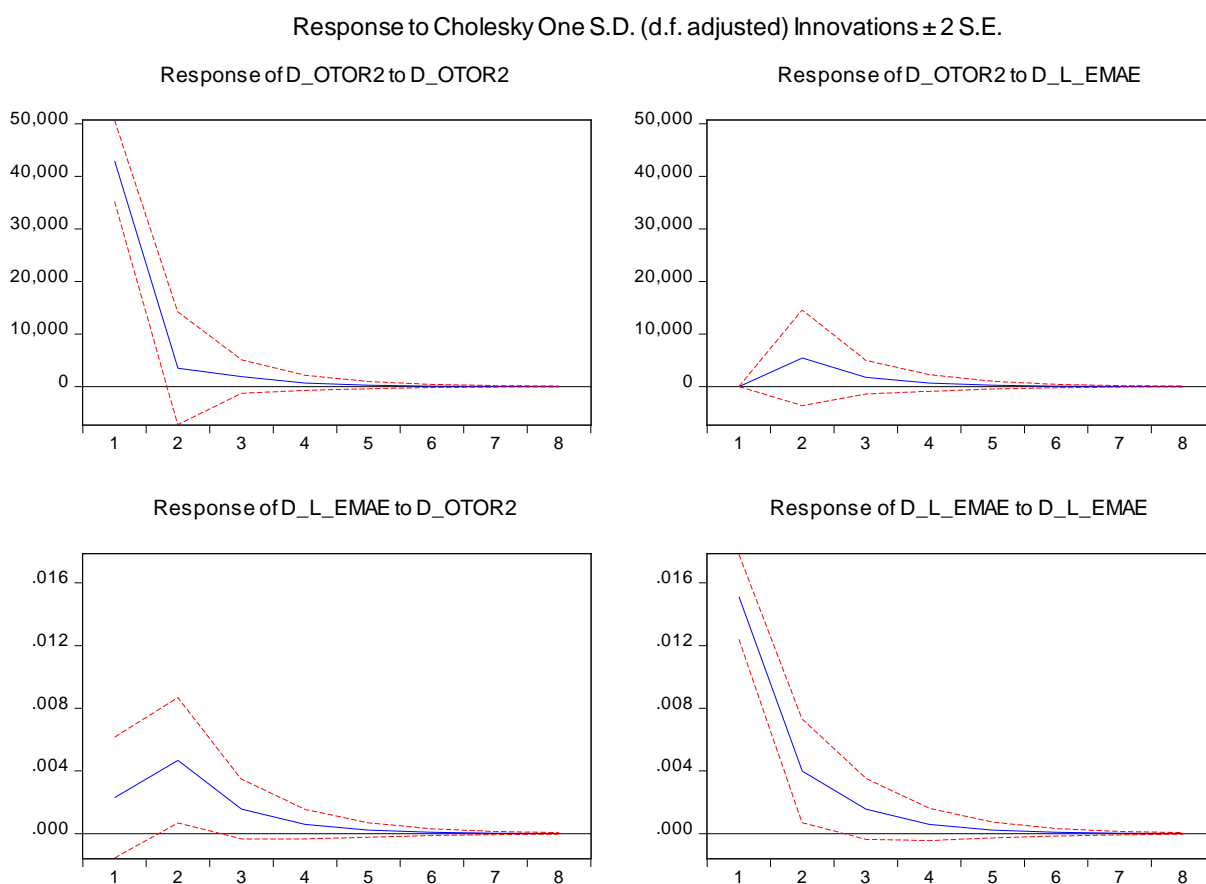 Response to Cholesky One S.D. (d.f. adjusted) Innovations ± 2 S.E.
Response of D_OTOR2 to D_OTOR2
50,000
40,000
30,000
20,000
10,000
0
1 2 3 4 5 6 7 8
Response of D_OTOR2 to D_L_EMAE
50,000
40,000
30,000
20,000
10,000
0
1 2 3 4 5 6 7 8
Response of D_L_EMAE to D_OTOR2
.016
.012
.008
.004
.000
1 2 3 4 5 6 7 8
Response of D_L_EMAE to D_L_EMAE
.016
.012
.008
.004
.000
1 2 3 4 5 6 7 8